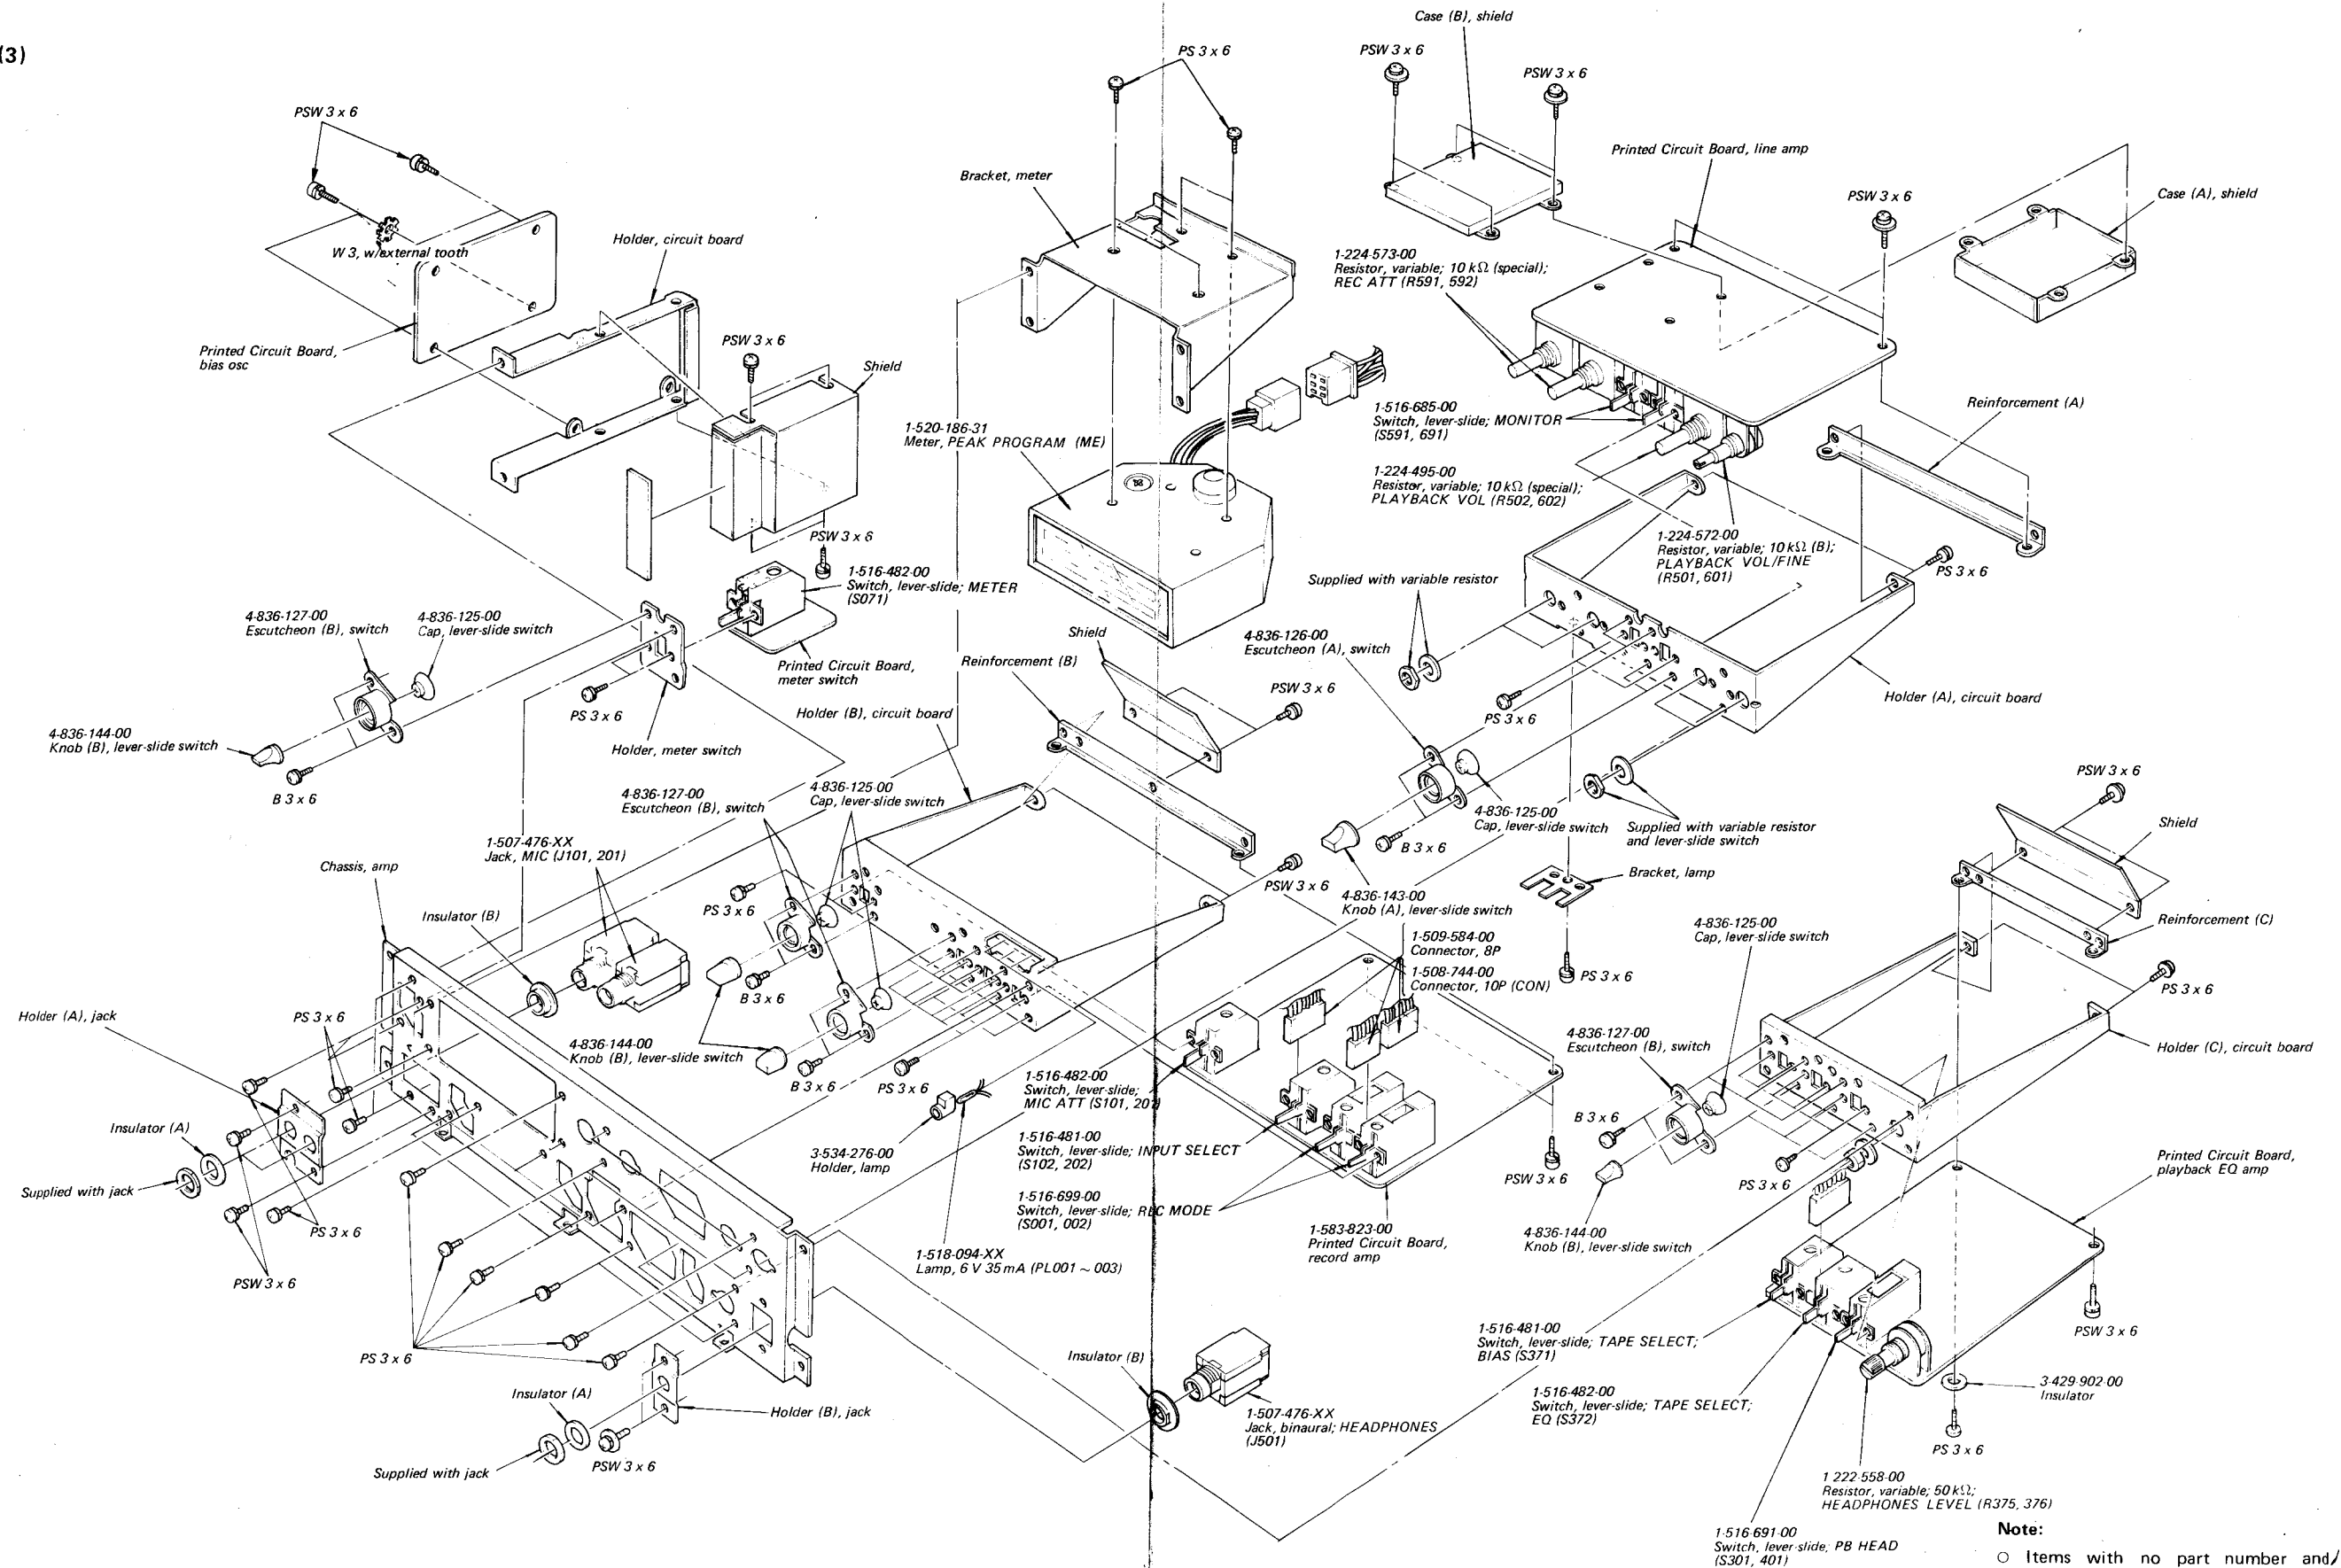 (3)
Case (B), shield
PS 3 x 6
PSW 3 x 6
PSW 3 x 6
PSW 3 x 6
Printed Circuit Board, line amp
Bracket, meter
PSW 3 x 6
Case (A), shield
W 3, w/external tooth
Holder, circuit board
1-224-573-00
Resistor, variable; 10 kΩ (special);
REC ATT (R591, 592)
Printed Circuit Board,
bias osc
PSW 3 x 6
Shield
1-516-685-00
Switch, lever-slide; MONITOR
(S591, 691)
Reinforcement (A)
1-520-186-31
Meter, PEAK PROGRAM (ME)
1-224-495-00
Resistor, variable; 10 kΩ (special);
PLAYBACK VOL (R502, 602)
PSW 3 x 6
1-224-572-00
Resistor, variable; 10 kΩ (B);
PLAYBACK VOL/FINE
(R501, 601)
PS 3 x 6
1-516-482-00
Switch, lever-slide; METER
(S071)
Supplied with variable resistor
4-836-127-00
Escutcheon (B), switch
4-836-125-00
Cap, lever-slide switch
Shield
4-836-126-00
Escutcheon (A), switch
Printed Circuit Board,
meter switch
Reinforcement (B)
PSW 3 x 6
Holder (A), circuit board
PS 3 x 6
PS 3 x 6
Holder (B), circuit board
4-836-144-00
Knob (B), lever-slide switch
Holder, meter switch
B 3 x 6
4-836-127-00
Escutcheon (B), switch
4-836-125-00
Cap, lever-slide switch
PSW 3 x 6
4-836-125-00
Cap, lever-slide switch
Supplied with variable resistor
and lever-slide switch
Shield
B 3 x 6
1-507-476-XX
Jack, MIC (J101, 201)
Chassis, amp
PSW 3 x 6
Bracket, lamp
4-836-143-00
Knob (A), lever-slide switch
PS 3 x 6
Insulator (B)
4-836-125-00
Cap, lever-slide switch
Reinforcement (C)
1-509-584-00
Connector, 8P
1-508-744-00
Connector, 10P (CON)
PS 3 x 6
PS 3 x 6
B 3 x 6
Holder (A), jack
PS 3 x 6
4-836-144-00
Knob (B), lever-slide switch
4-836-127-00
Escutcheon (B), switch
Holder (C), circuit board
B 3 x 6
PS 3 x 6
1-516-482-00
Switch, lever-slide;
MIC ATT (S101, 201)
B 3 x 6
Insulator (A)
3-534-276-00
Holder, lamp
1-516-481-00
Switch, lever-slide; INPUT SELECT
(S102, 202)
Printed Circuit Board,
playback EQ amp
PSW 3 x 6
PS 3 x 6
Supplied with jack
1-516-699-00
Switch, lever-slide; REC MODE
(S001, 002)
PS 3 x 6
1-583-823-00
Printed Circuit Board,
record amp
4-836-144-00
Knob (B), lever-slide switch
1-518-094-XX
Lamp, 6 V 35 mA (PL001 ~ 003)
PSW 3 x 6
1-516-481-00
Switch, lever-slide; TAPE SELECT;
BIAS (S371)
PSW 3 x 6
PS 3 x 6
Insulator (B)
Insulator (A)
Holder (B), jack
1-516-482-00
Switch, lever-slide; TAPE SELECT;
EQ (S372)
3-429-902-00
Insulator
1-507-476-XX
Jack, binaural; HEADPHONES
(J501)
PS 3 x 6
PSW 3 x 6
Supplied with jack
1 222-558-00
Resistor, variable; 50 kΩ;
HEADPHONES LEVEL (R375, 376)
1-516-691-00
Switch, lever-slide; PB HEAD
(S301, 401)
Note:
○ Items with no part number and/